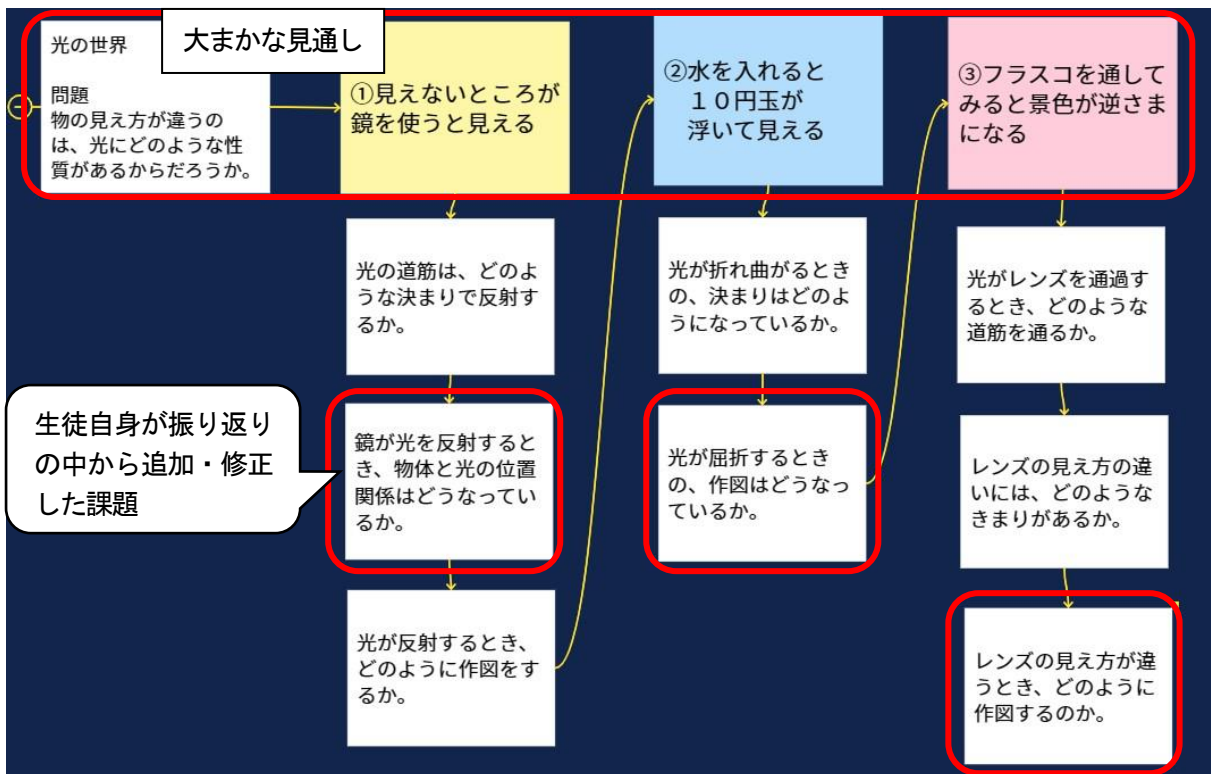 光の世界
大まかな見通し
問題
物の見え方が違うの
は、光にどのような性
質があるからだろうか。
①見えないところが
鏡を使うと見える
②水を入れると
１０円玉が
浮いて見える
③フラスコを通して
みると景色が逆さま
になる
光の道筋は、どのよ
うな決まりで反射す
るか。
光が折れ曲がるとき
の、決まりはどのよ
うになっているか。
光がレンズを通過す
るとき、どのような
道筋を通るか。
生徒自身が振り返り
の中から追加・修正
した課題
鏡が光を反射すると
き、物体と光の位置
関係はどうなってい
るか。
光が屈折するとき
の、作図はどうなっ
ているか。
レンズの見え方の違
いには、どのような
きまりがあるか。
光が反射するとき、
どのように作図をす
るか。
レンズの見え方が違
うとき、どのように
作図するのか。